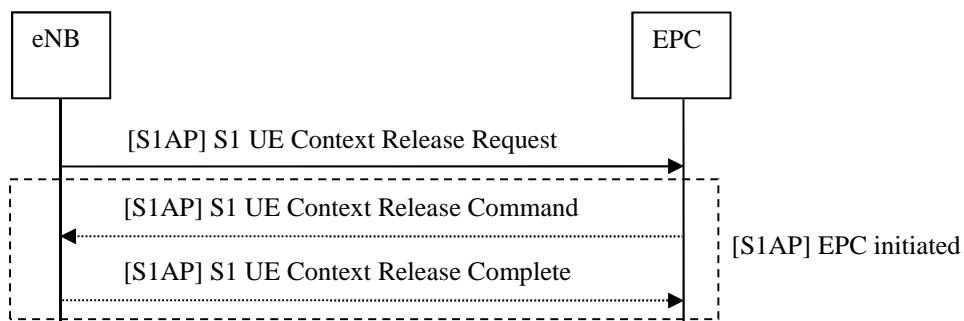 eNB
EPC
[S1AP] S1 UE Context Release Request
[S1AP] S1 UE Context Release Command
[S1AP] EPC initiated
[S1AP] S1 UE Context Release Complete